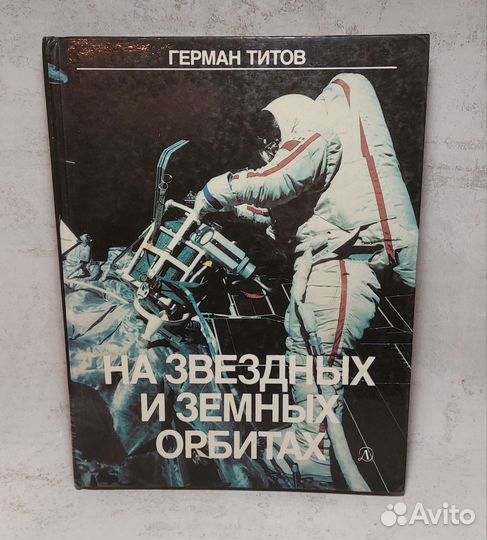 ГЕРМАН ТИТОВ
НА ЗВЕЗДНЫХ
И ЗЕМНЫХ
ОРБИТАХ
Avito